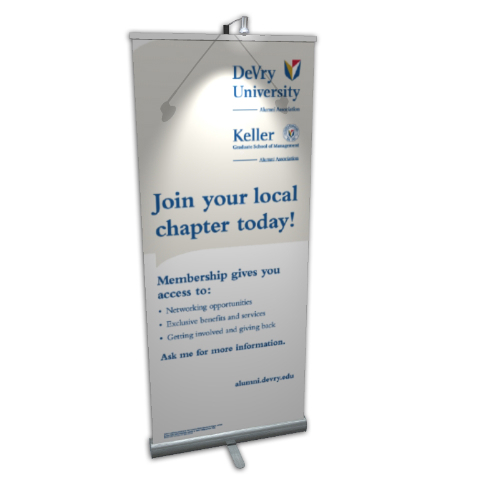 DeVry
University
Alumni Association
Keller
Graduate School of Management
Alumni Association
Join your local
chapter today!
Membership gives you
access to:
• Networking opportunities
• Exclusive benefits and services
• Getting involved and giving back
Ask me for more information.
alumni.devry.edu